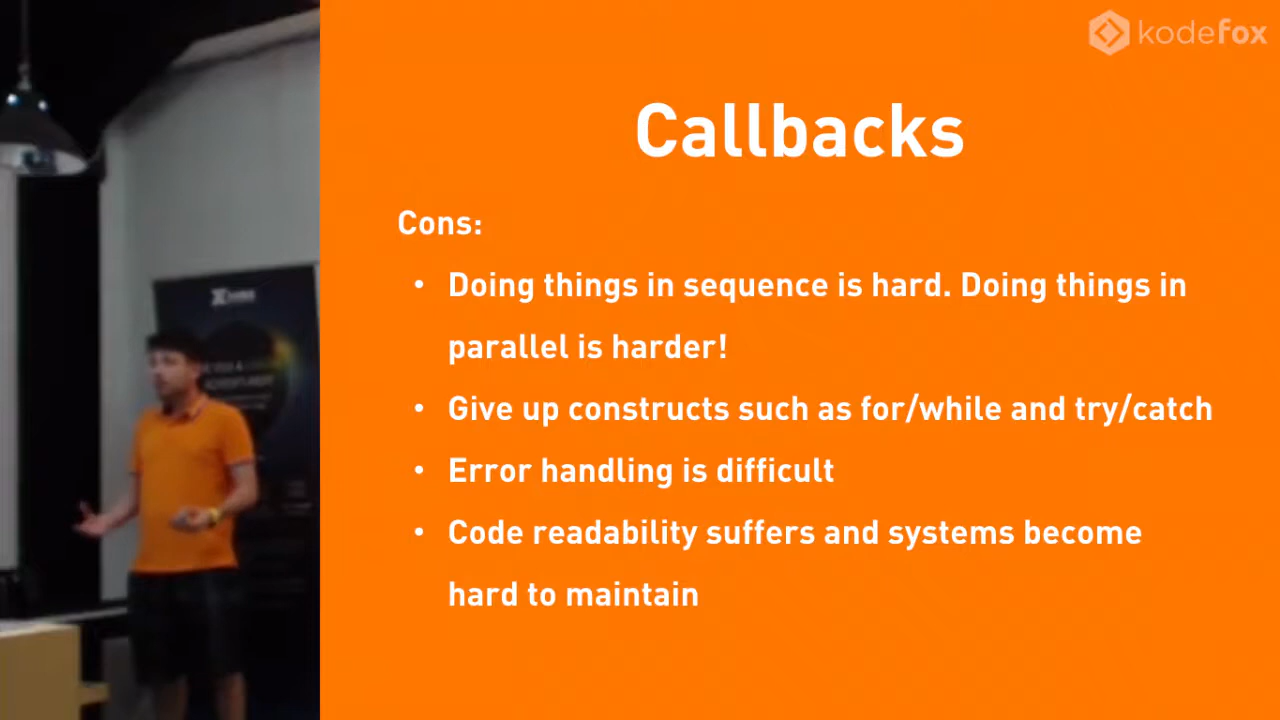 kodefox
Callbacks
Cons:
• Doing things in sequence is hard. Doing things in
parallel is harder!
• Give up constructs such as for/while and try/catch
• Error handling is difficult
• Code readability suffers and systems become
hard to maintain